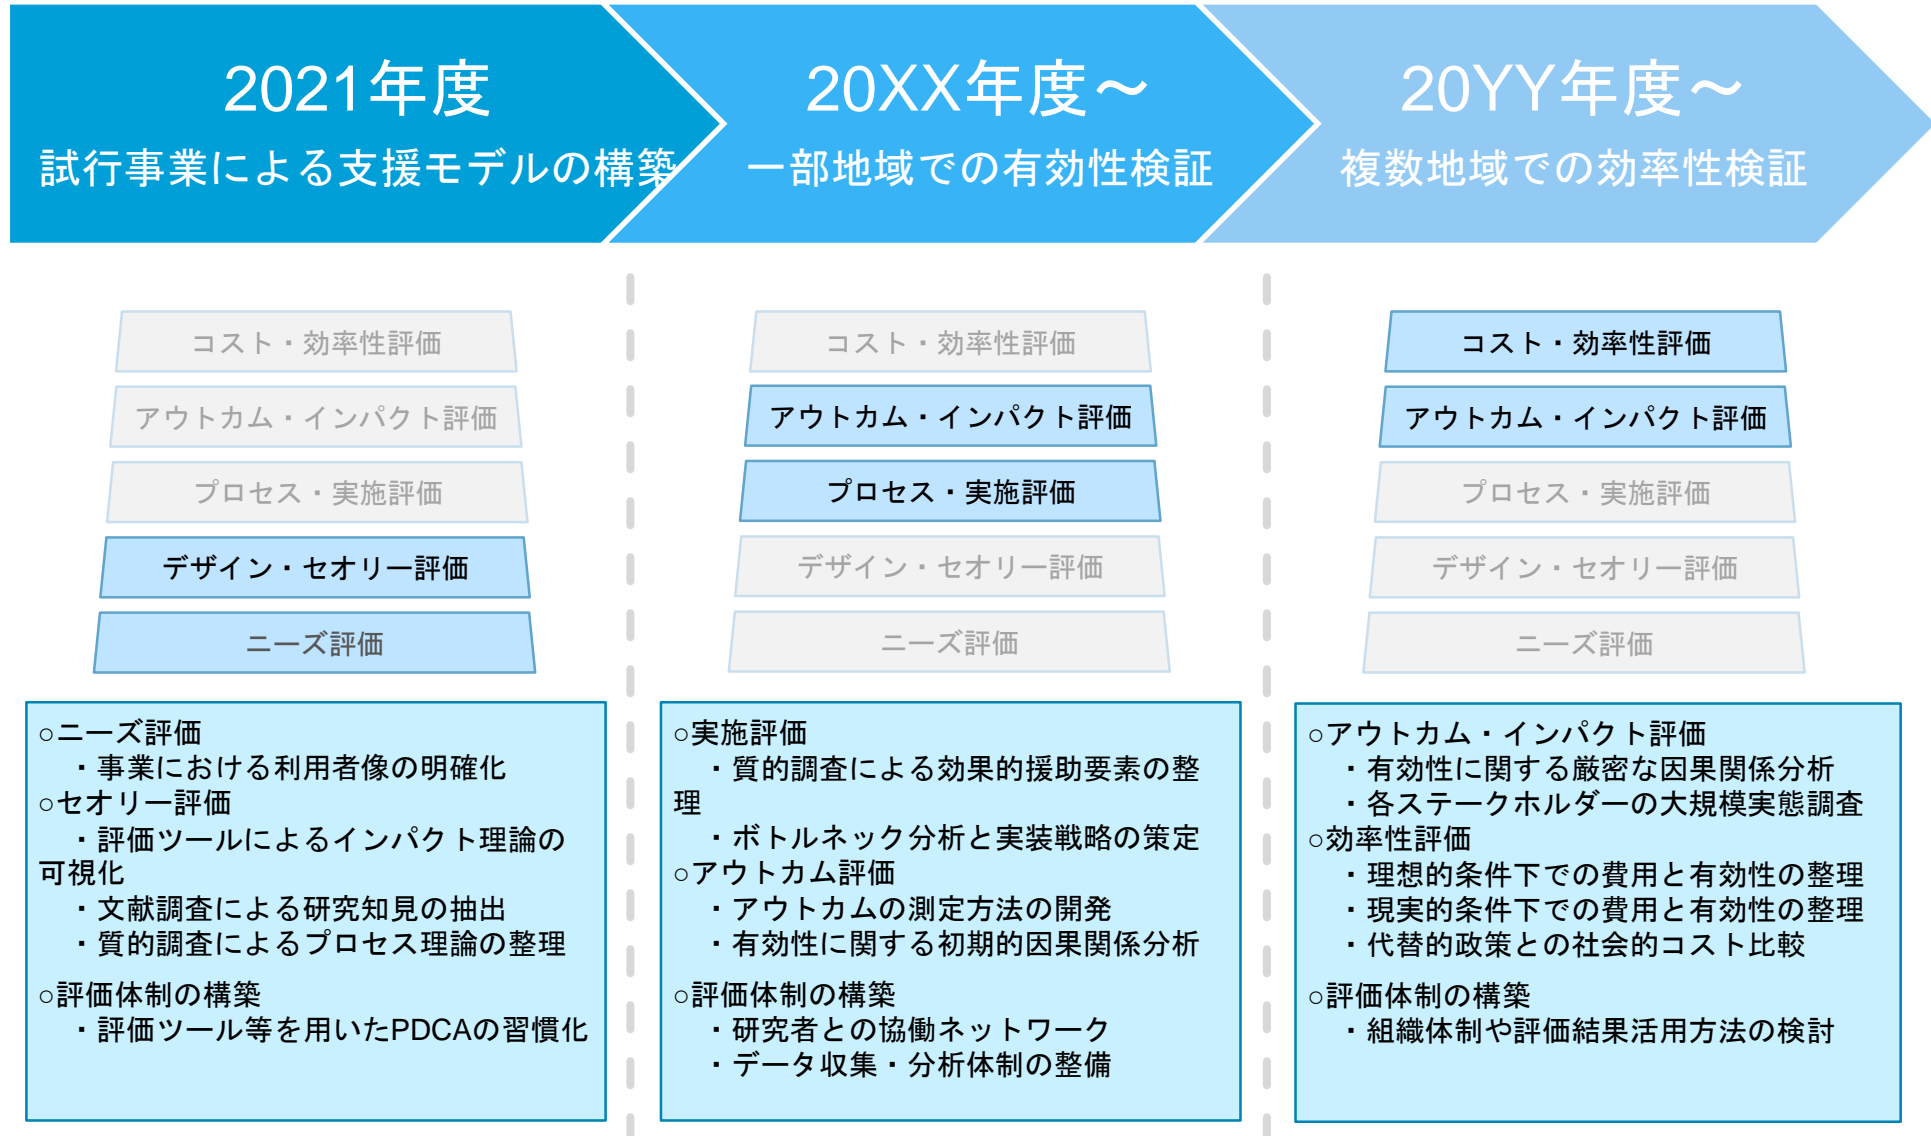 2021年度
試行事業による支援モデルの構築
20XX年度～
一部地域での有効性検証
20YY年度～
複数地域での効率性検証
コスト・効率性評価
アウトカム・インパクト評価
プロセス・実施評価
デザイン・セオリー評価
ニーズ評価
○ニーズ評価
・事業における利用者像の明確化
○セオリー評価
・評価ツールによるインパクト理論の
可視化
・文献調査による研究知見の抽出
・質的調査によるプロセス理論の整理
○評価体制の構築
・評価ツール等を用いたPDCAの習慣化
コスト・効率性評価
アウトカム・インパクト評価
プロセス・実施評価
デザイン・セオリー評価
ニーズ評価
○実施評価
・質的調査による効果的援助要素の整
理
・ボトルネック分析と実装戦略の策定
○アウトカム評価
・アウトカムの測定方法の開発
・有効性に関する初期的因果関係分析
○評価体制の構築
・研究者との協働ネットワーク
・データ収集・分析体制の整備
コスト・効率性評価
アウトカム・インパクト評価
プロセス・実施評価
デザイン・セオリー評価
ニーズ評価
○アウトカム・インパクト評価
・有効性に関する厳密な因果関係分析
・各ステークホルダーの大規模実態調査
○効率性評価
・理想的条件下での費用と有効性の整理
・現実的条件下での費用と有効性の整理
・代替的政策との社会的コスト比較
○評価体制の構築
・組織体制や評価結果活用方法の検討